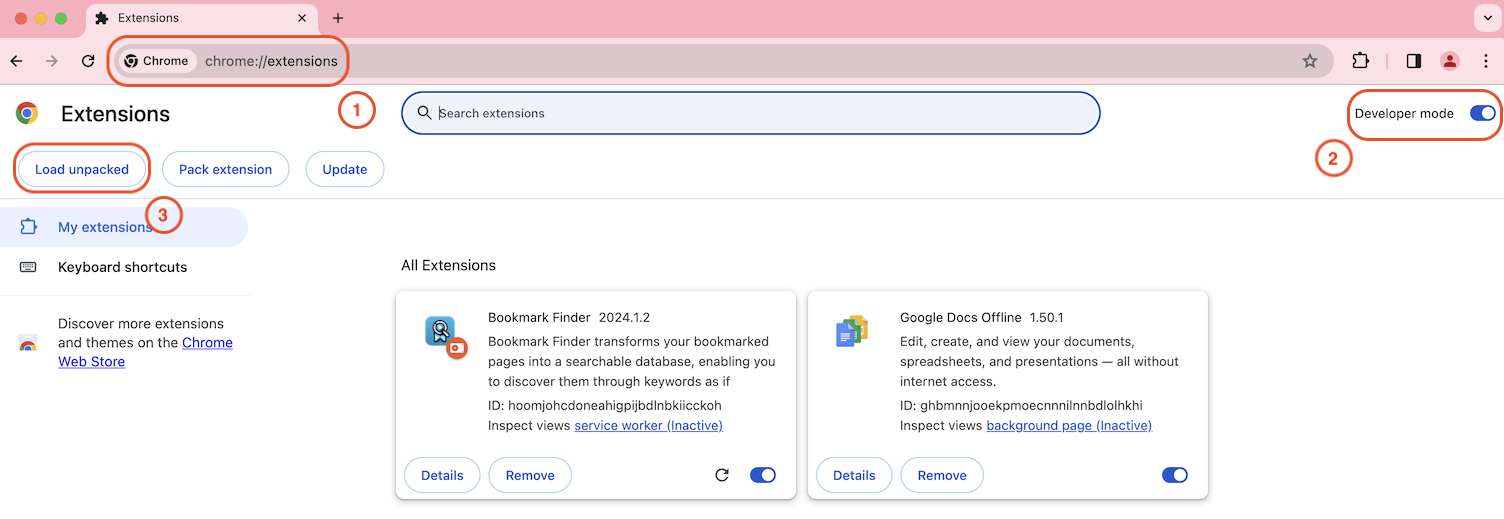 Extensions
Chrome chrome://extensions
Extensions
1
Search extensions
Developer mode
2
Load unpacked
Pack extension
Update
3
My extensions
Keyboard shortcuts
Discover more extensions
and themes on the Chrome
Web Store
All Extensions
Bookmark Finder 2024.1.2
Bookmark Finder transforms your bookmarked
pages into a searchable database, enabling you
to discover them through keywords as if
ID: hoomjohcdoneahigpijbdlnbkiicckoh
Inspect views service worker (Inactive)
Details
Remove
Google Docs Offline 1.50.1
Edit, create, and view your documents,
spreadsheets, and presentations — all without
internet access.
ID: ghbmnnjooekpmoecnnnilnnbdlolhkhi
Inspect views background page (Inactive)
Details
Remove